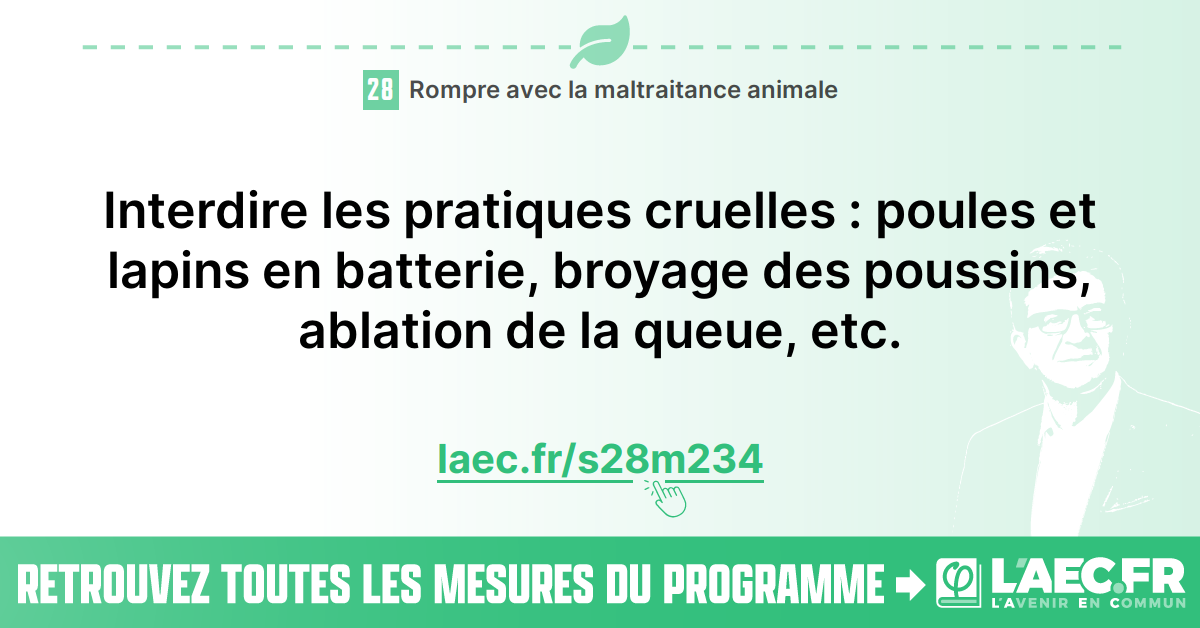 28 Rompre avec la maltraitance animale
Interdire les pratiques cruelles : poules et
lapins en batterie, broyage des poussins,
ablation de la queue, etc.
laec.fr/s28m234
RETROUVEZ TOUTES LES MESURES DU PROGRAMME
φ L'AEC.FR
L'AVENIR EN COMMUN